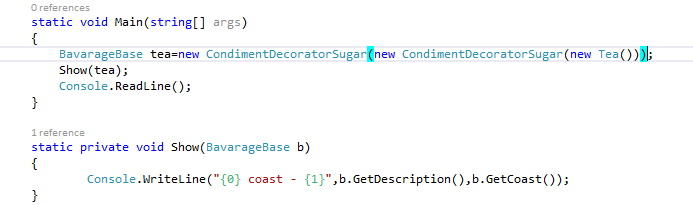 0 references
static void Main(string[] args)
{
BavarageBase tea=new CondimentDecoratorSugar(new CondimentDecoratorSugar(new Tea()));
Show(tea);
Console.ReadLine();
}
1 reference
static private void Show(BavarageBase b)
{
Console.WriteLine("{0} coast - {1}",b.GetDescription(),b.GetCoast());
}